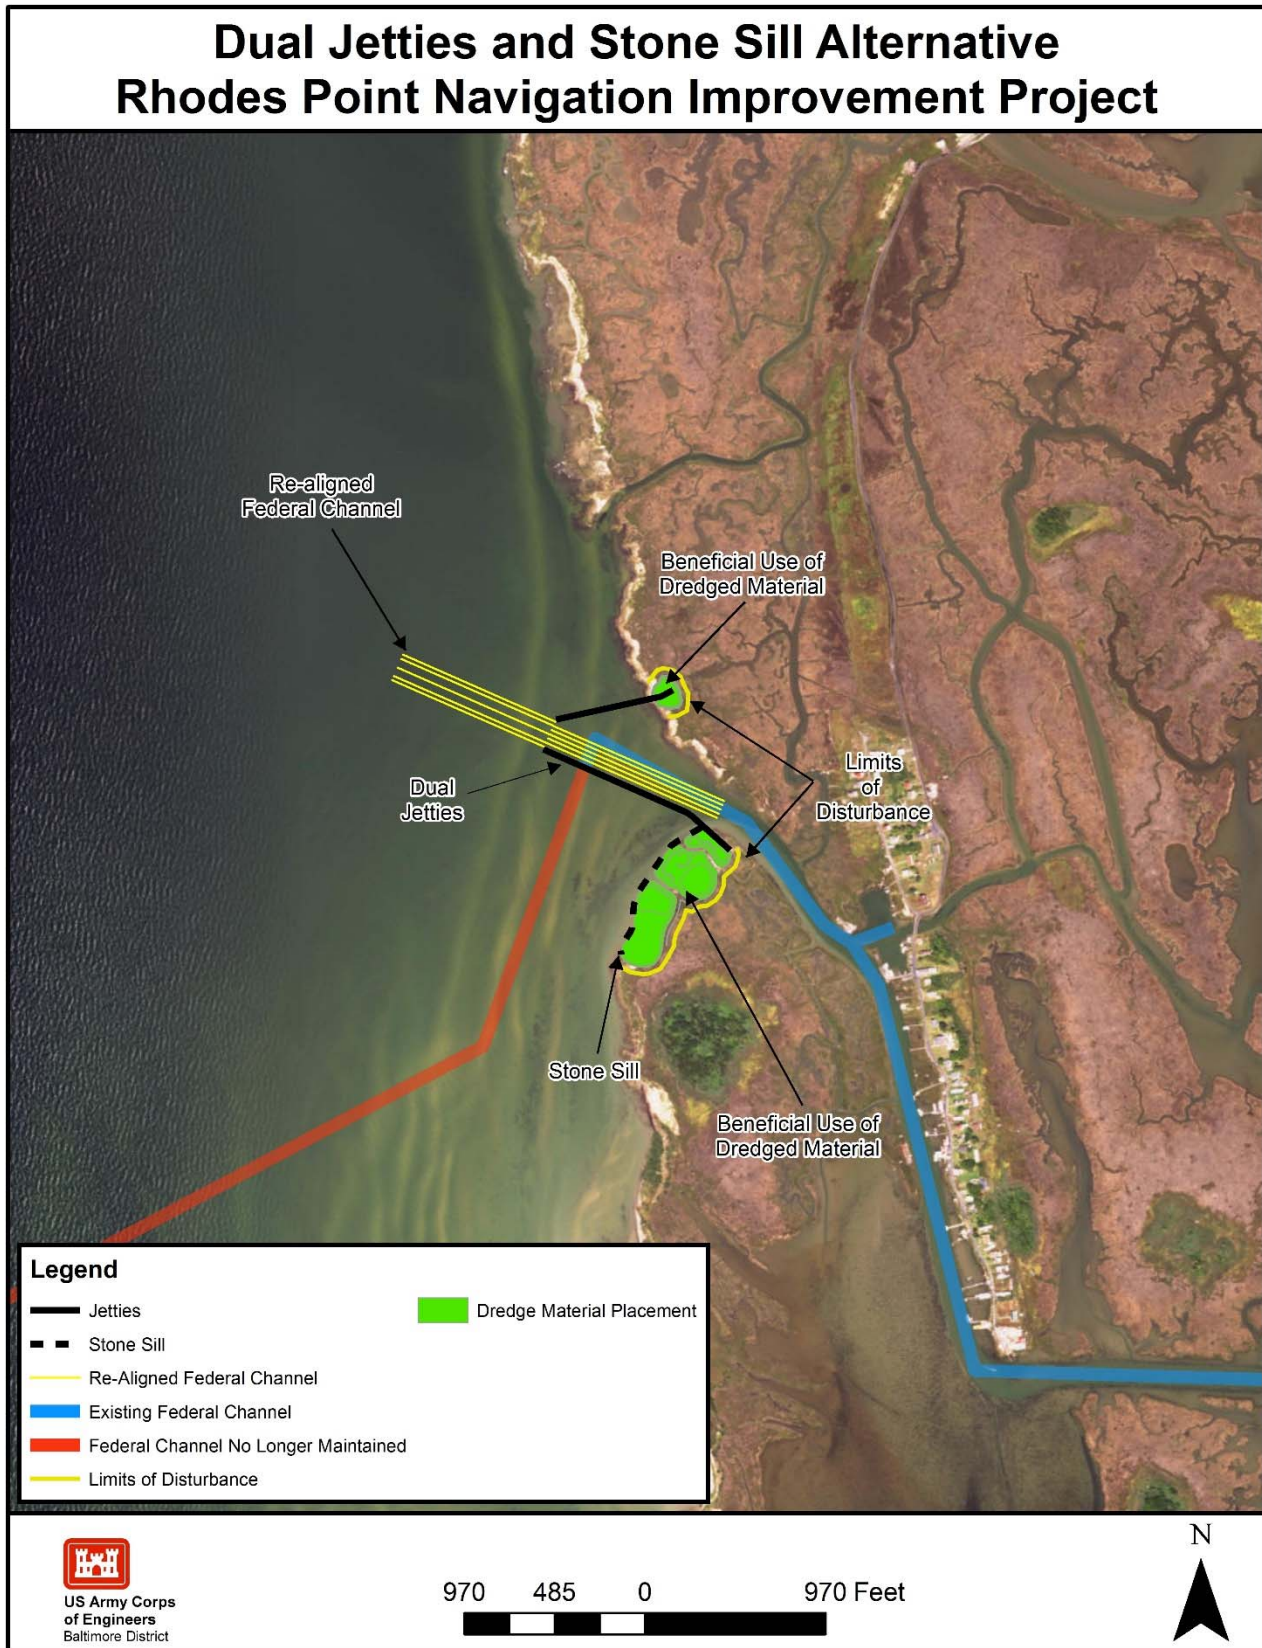 Dual Jetties and Stone Sill Alternative
Rhodes Point Navigation Improvement Project
Re-aligned
Federal Channel
Beneficial Use of
Dredged Material
Dual
Jetties
Limits
of
Disturbance
Stone Sill
Beneficial Use of
Dredged Material
Legend
Jetties
Dredge Material Placement
Stone Sill
Re-Aligned Federal Channel
Existing Federal Channel
Federal Channel No Longer Maintained
Limits of Disturbance
US Army Corps
of Engineers
Baltimore District
970 485 0 970 Feet
N